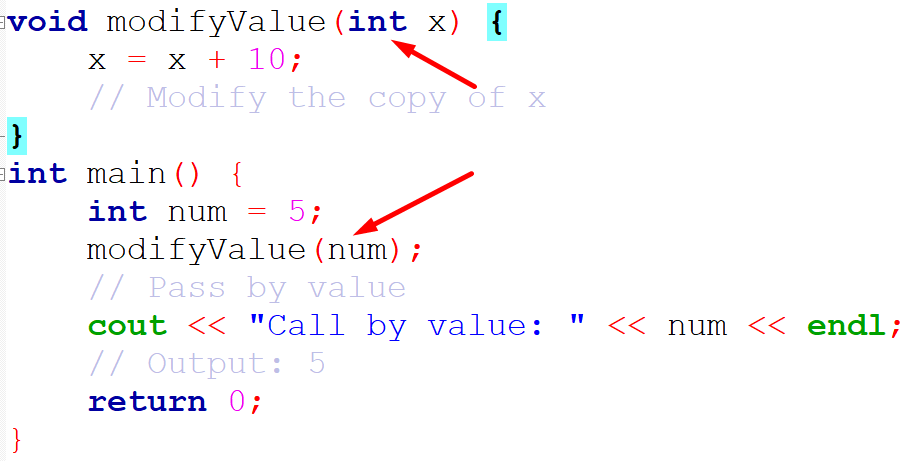 void modifyValue(int x) {
    x = x + 10;
    // Modify the copy of x
}
int main() {
    int num = 5;
    modifyValue(num);
    // Pass by value
    cout << "Call by value: " << num << endl;
    // Output: 5
    return 0;
}